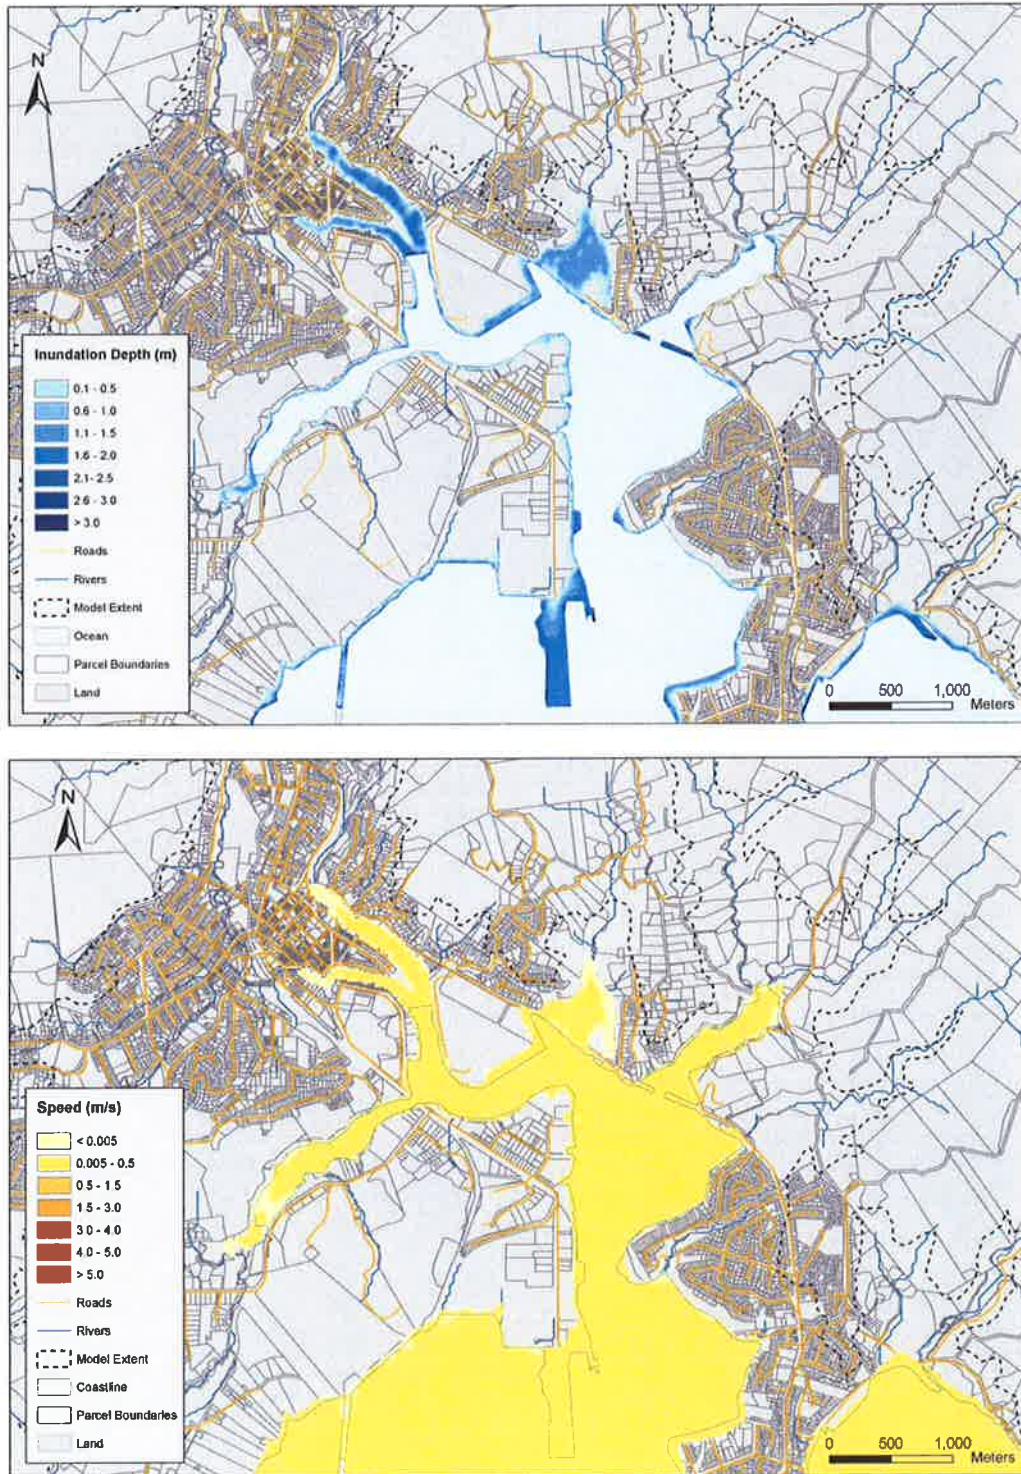 N
Inundation Depth (m)
0.1 - 0.5
0.6 - 1.0
1.1 - 1.5
1.6 - 2.0
2.1- 2.5
2.6 - 3.0
> 3.0
Roads
Rivers
Model Extent
Ocean
Parcel Boundaries
Land
0 500 1,000
Meters
N
Speed (m/s)
< 0.005
0.005 - 0.5
0.5 - 1.5
1.5 - 3.0
3.0 - 4.0
4.0 - 5.0
> 5.0
Roads
Rivers
Model Extent
Coastline
Parcel Boundaries
Land
0 500 1,000
Meters